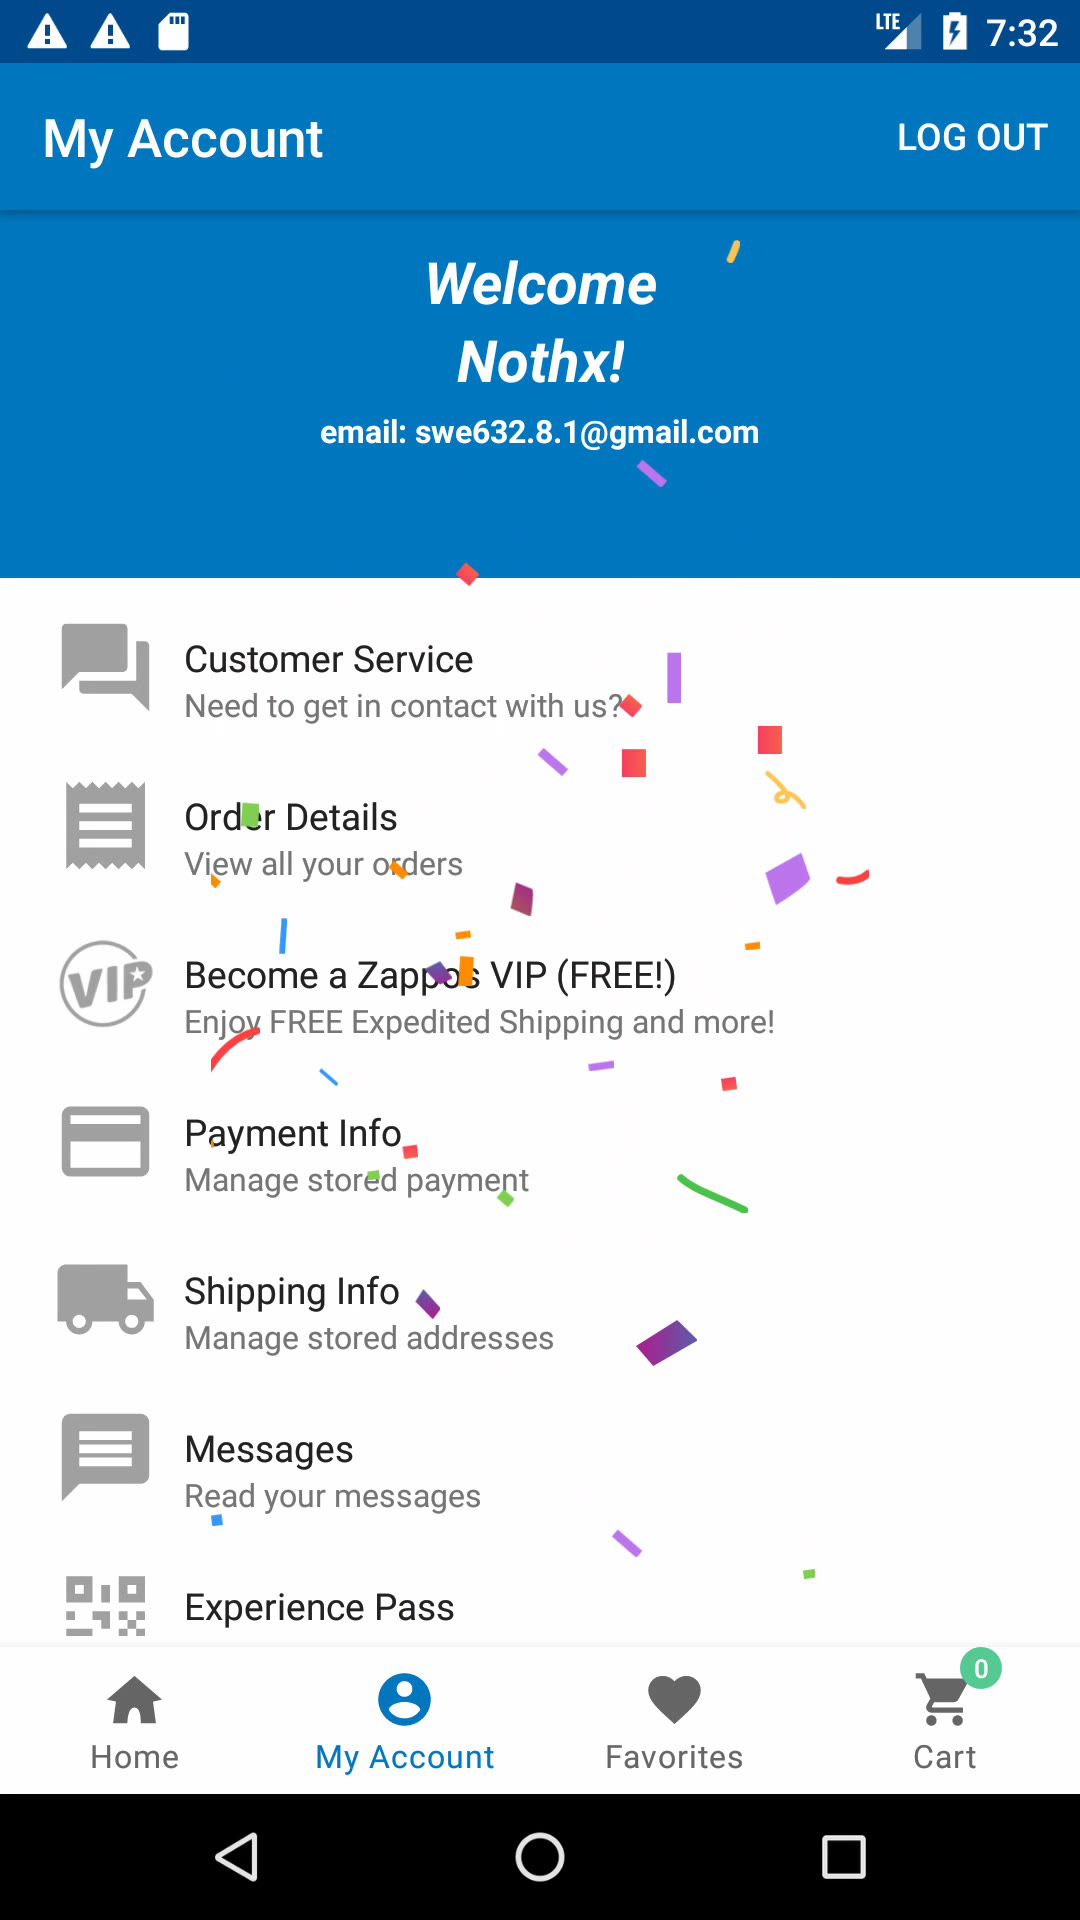 LTE 7:32
My Account LOG OUT
Welcome
Nothx!
email: swe632.8.1@gmail.com
Customer Service
Need to get in contact with us?
Order Details
View all your orders
VIP
Become a Zappos VIP (FREE!)
Enjoy FREE Expedited Shipping and more!
Payment Info
Manage stored payment
Shipping Info
Manage stored addresses
Messages
Read your messages
Experience Pass
0
Home My Account Favorites Cart